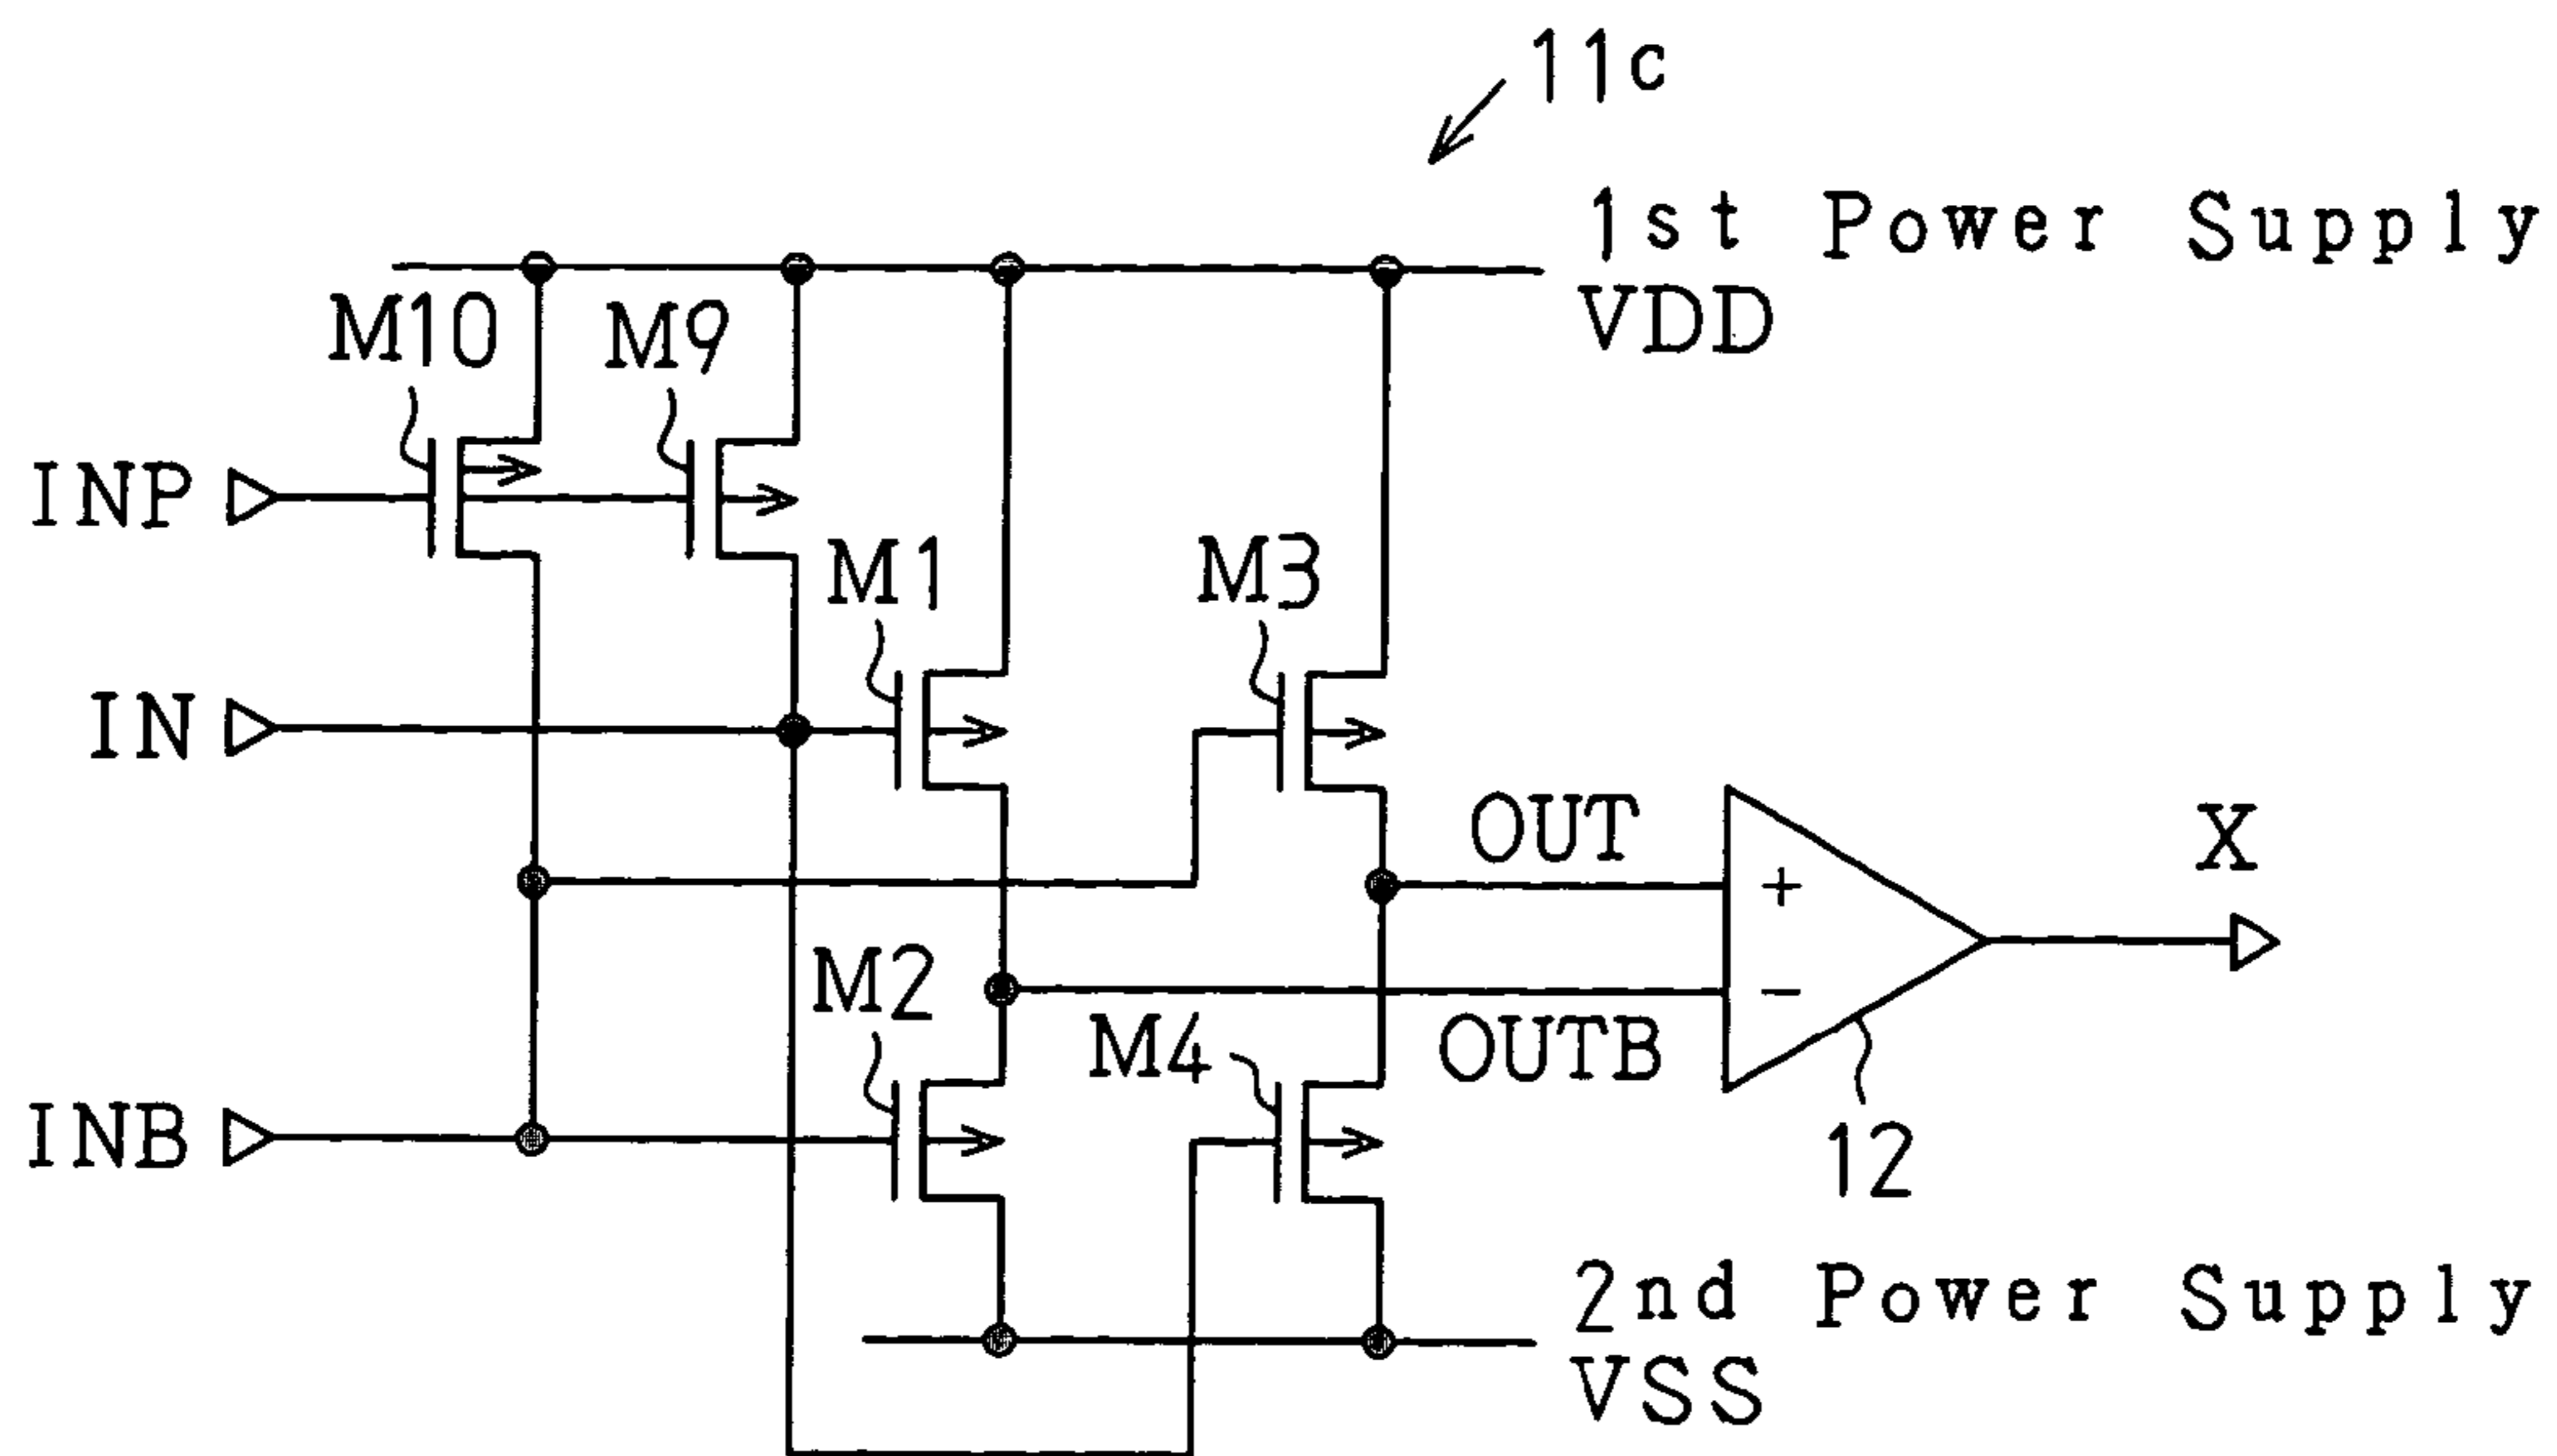 11c
1st Power Supply
VDD
M10
M9
INP
M1
M3
IN
OUT
X
+
M2
−
M4
OUTB
INB
12
2nd Power Supply
VSS